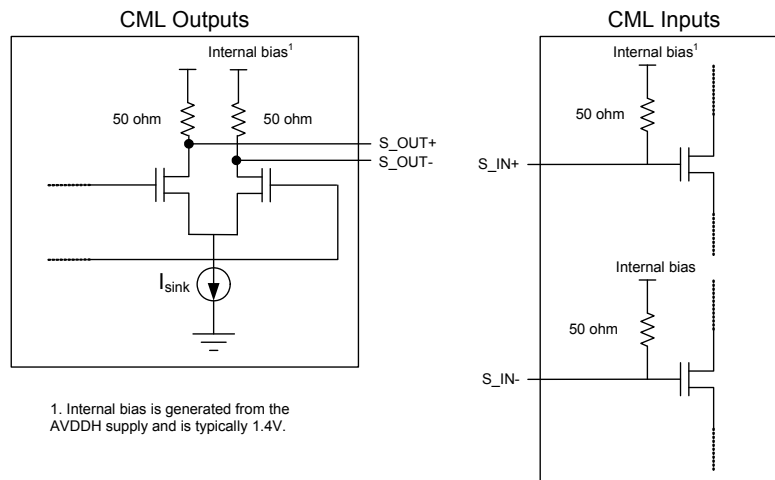 CML Outputs
Internal bias¹
50 ohm
50 ohm
S_OUT+
S_OUT-
Isink
1. Internal bias is generated from the
AVDDH supply and is typically 1.4V.
CML Inputs
Internal bias¹
50 ohm
S_IN+
Internal bias
50 ohm
S_IN-